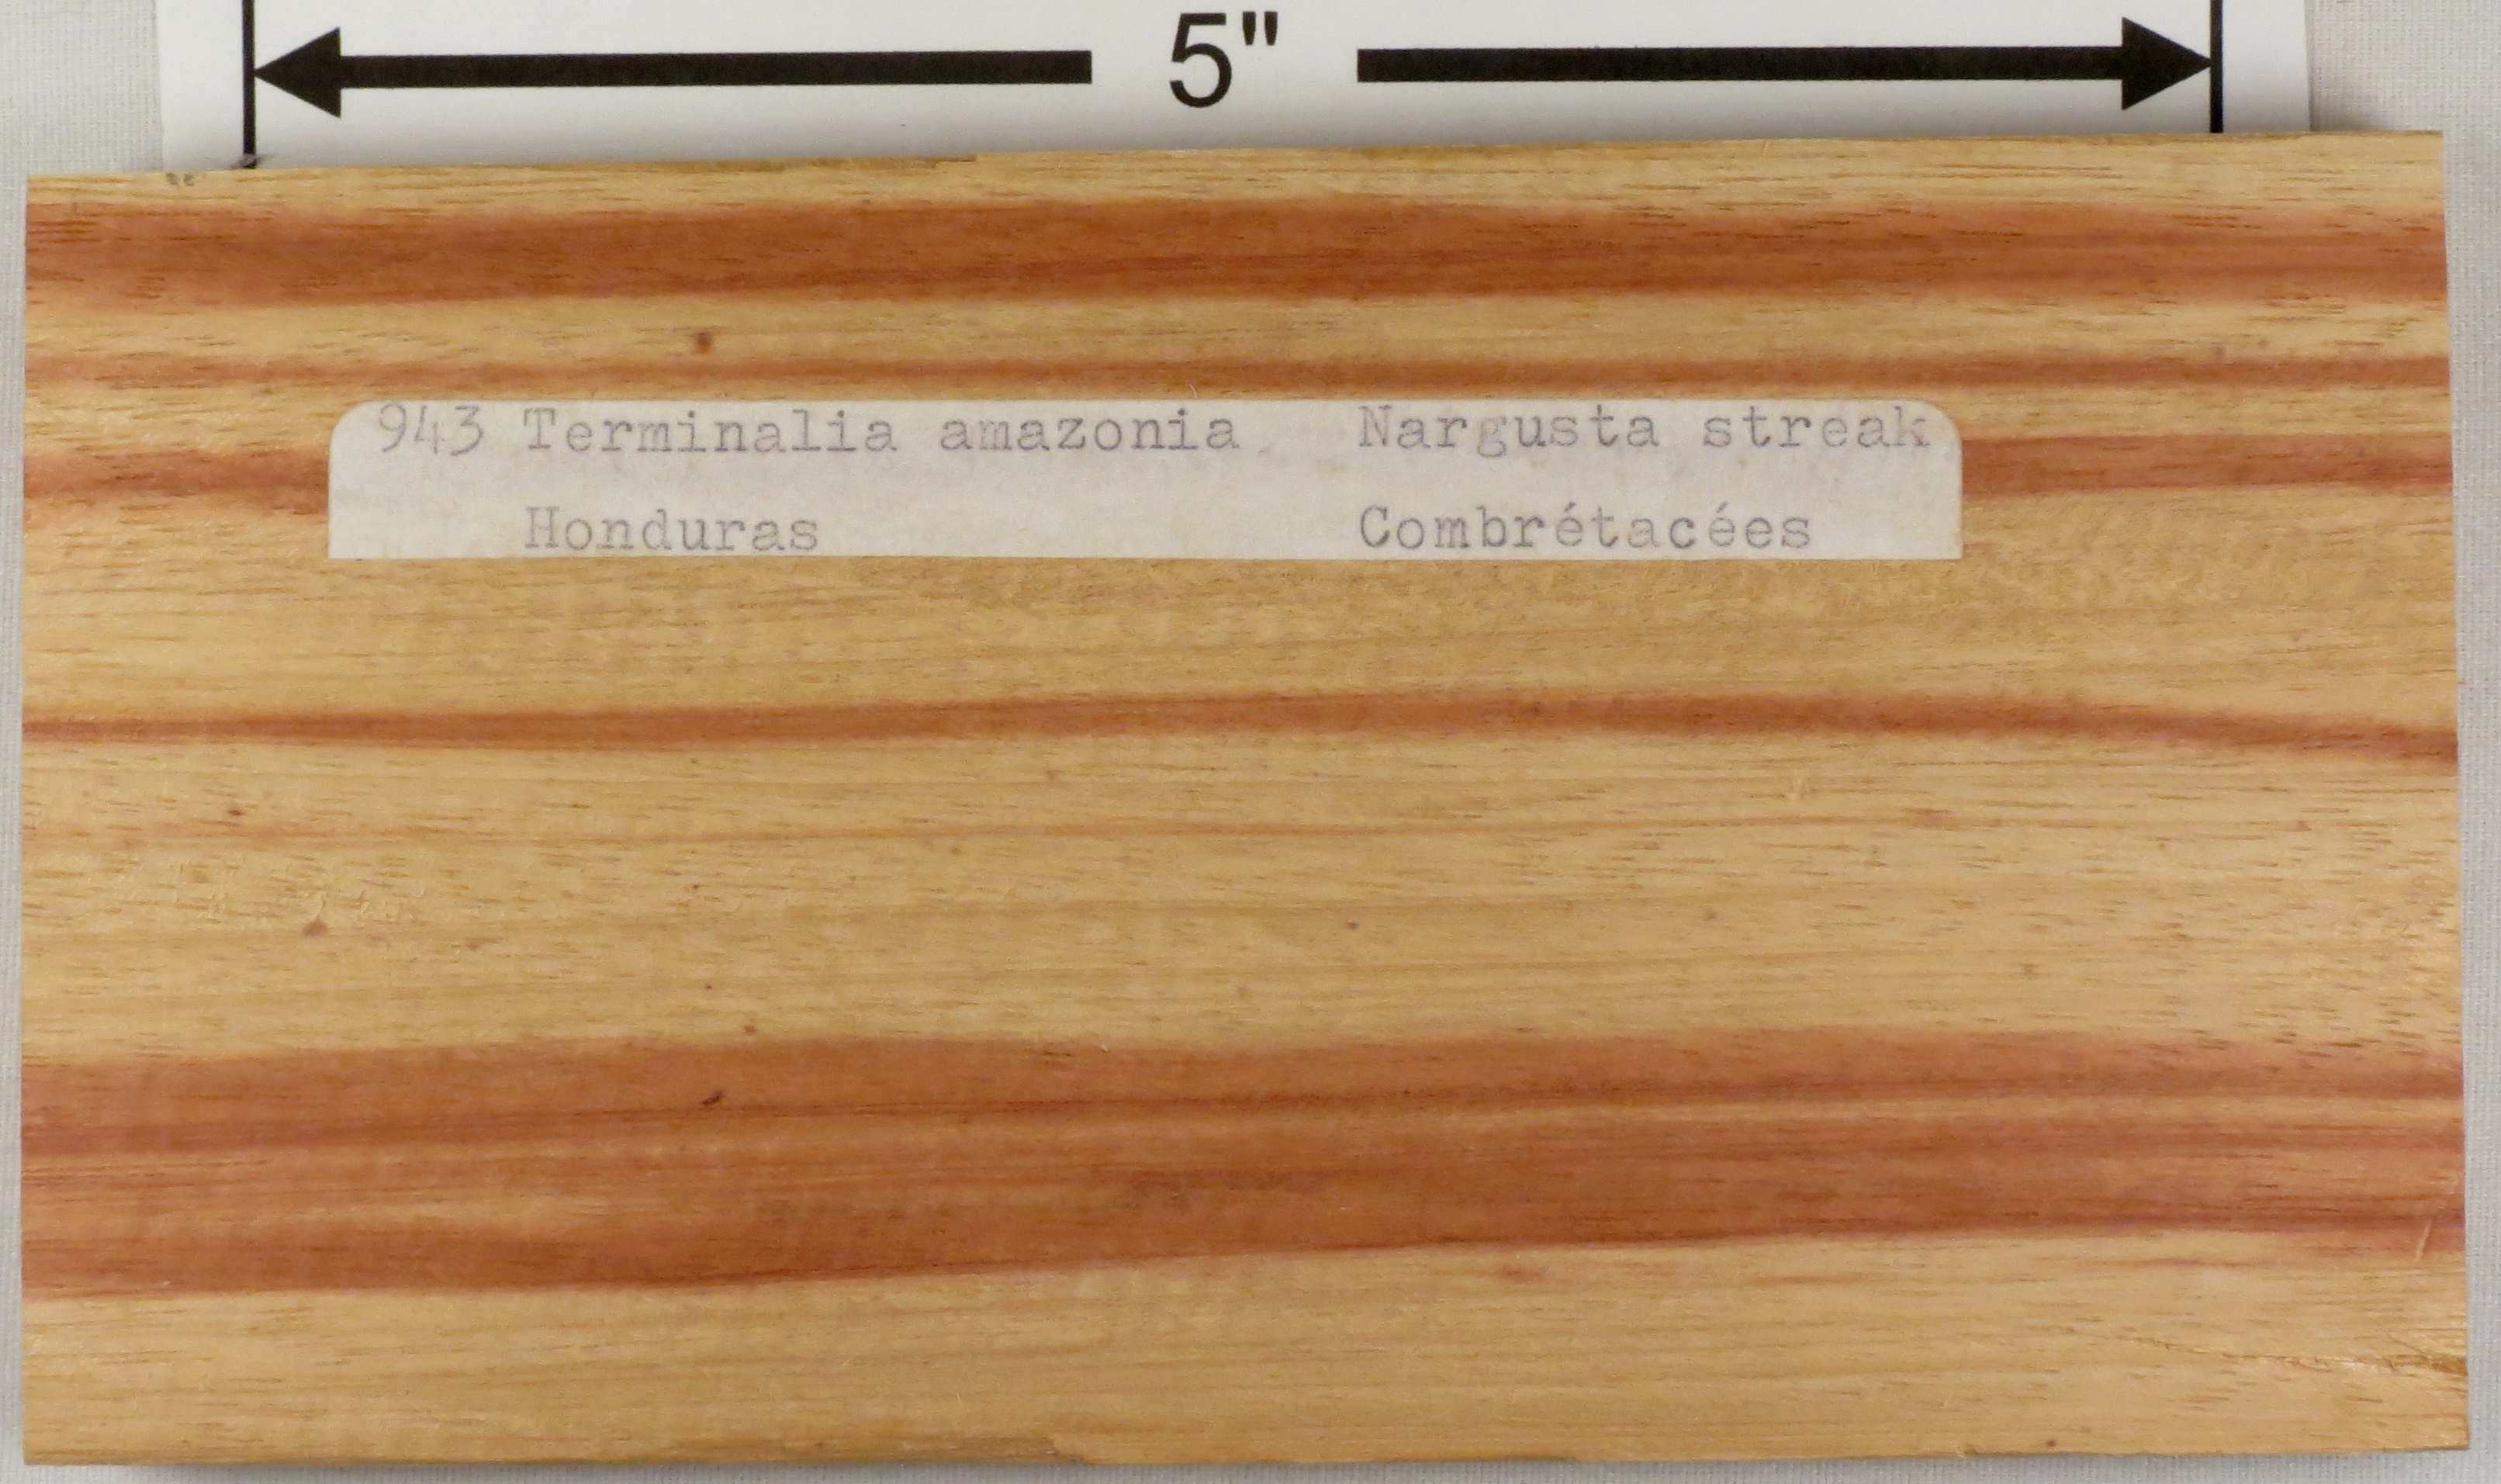 5"
943 Terminalia amazonia Nargusta streak
Honduras Combrétacées